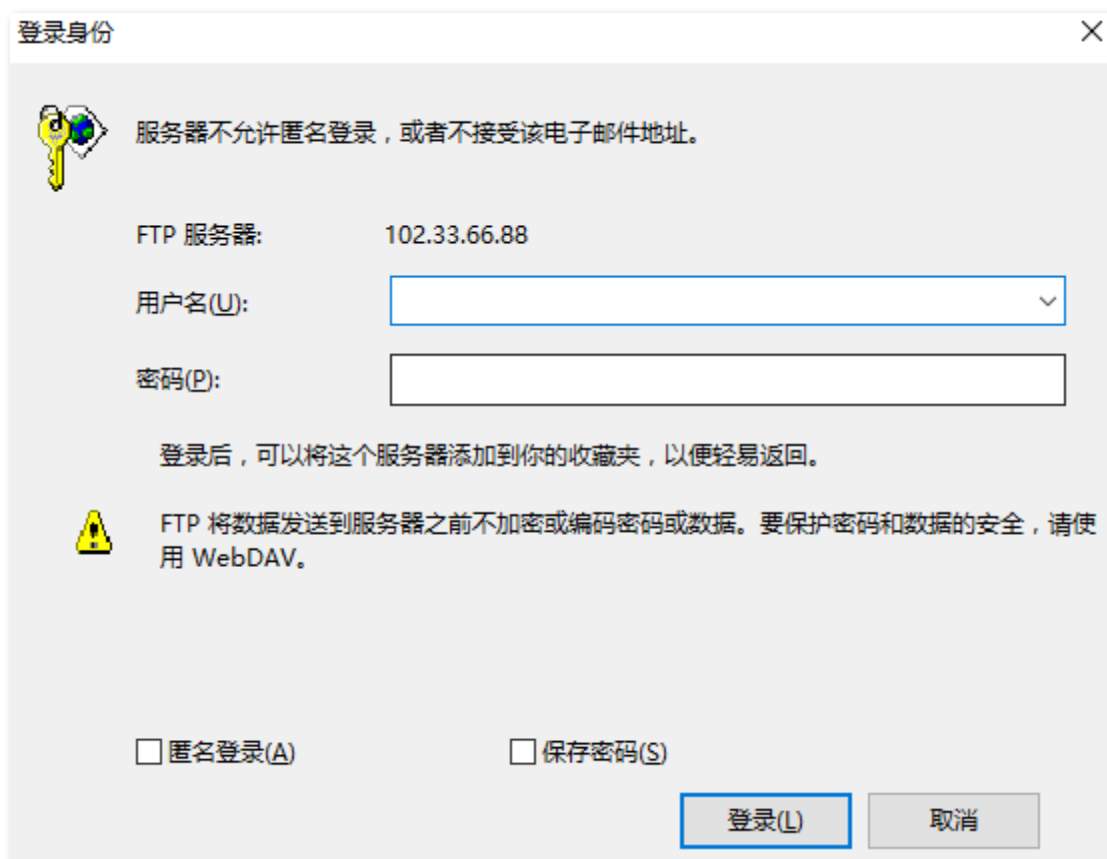 登录身份
服务器不允许匿名登录，或者不接受该电子邮件地址。
FTP 服务器: 102.33.66.88
用户名(U):
密码(P):
登录后，可以将这个服务器添加到你的收藏夹，以便轻易返回。
FTP 将数据发送到服务器之前不加密或编码密码或数据。要保护密码和数据的安全，请使
用 WebDAV。
匿名登录(A) 保存密码(S)
登录(L) 取消